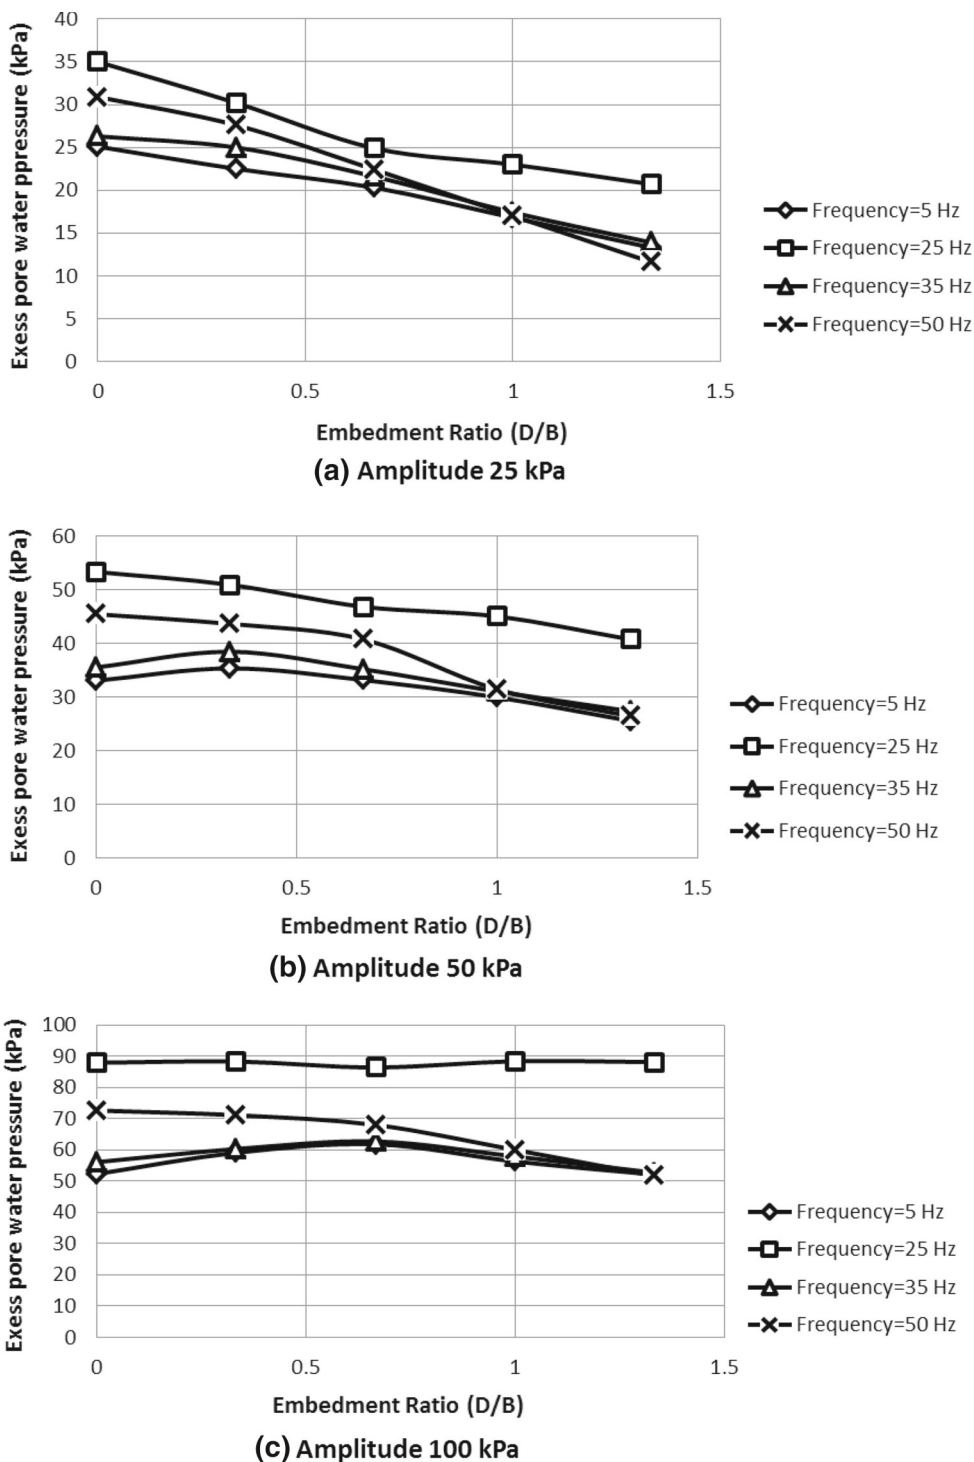 Exess pore water ppressure (kPa)
40
35
30
25
20
15
10
5
0
0 0.5 1 1.5
Embedment Ratio (D/B)
Frequency=5 Hz
Frequency=25 Hz
Frequency=35 Hz
Frequency=50 Hz
(a) Amplitude 25 kPa
Exess pore water pressure (kPa)
60
50
40
30
20
10
0
0 0.5 1 1.5
Embedment Ratio (D/B)
Frequency=5 Hz
Frequency=25 Hz
Frequency=35 Hz
Frequency=50 Hz
(b) Amplitude 50 kPa
Exess pore water pressure (kPa)
100
90
80
70
60
50
40
30
20
10
0
0 0.5 1 1.5
Embedment Ratio (D/B)
Frequency=5 Hz
Frequency=25 Hz
Frequency=35 Hz
Frequency=50 Hz
(c) Amplitude 100 kPa